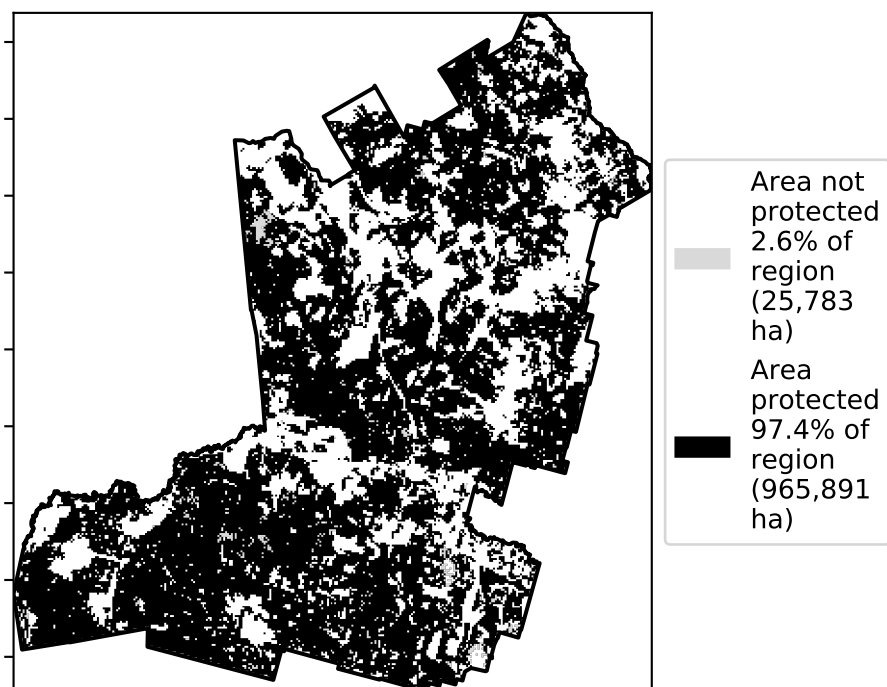 Area not
protected
2.6% of
region
(25,783
ha)
Area
protected
97.4% of
region
(965,891
ha)